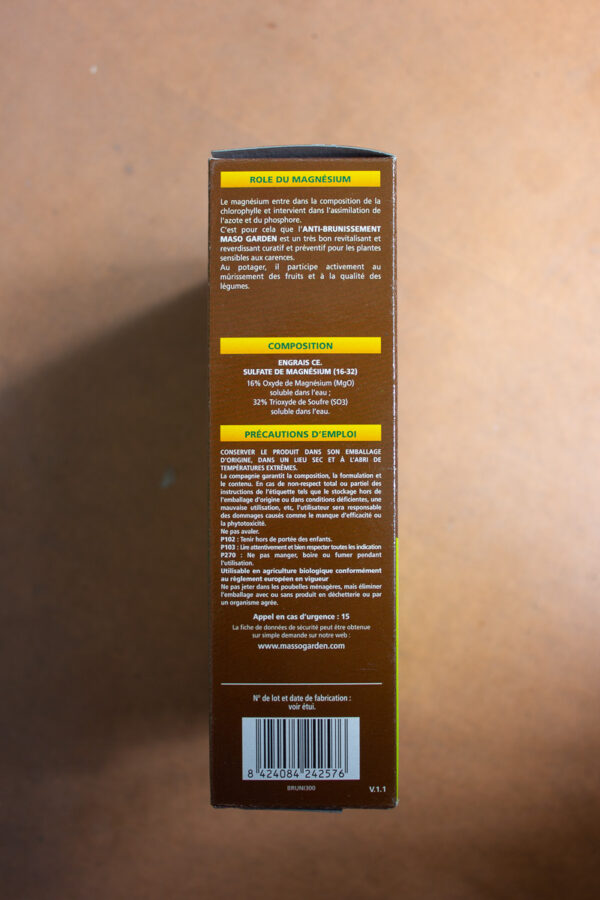 ROLE DU MAGNÉSIUM
Le magnésium entre dans la composition de la
chlorophylle et intervient dans l'assimilation de
l'azote et du phosphore.
C'est pour cela que l'ANTI-BRUNISSEMENT
MASO GARDEN est un très bon revitalisant et
reverdissant curatif et préventif pour les plantes
sensibles aux carences.
Au potager, il participe activement au
mûrissement des fruits et à la qualité des
légumes.
COMPOSITION
ENGRAIS CE.
SULFATE DE MAGNÉSIUM (16-32)
16% Oxyde de Magnésium (MgO)
soluble dans l'eau ;
32% Trioxyde de Soufre (SO3)
soluble dans l'eau.
PRÉCAUTIONS D'EMPLOI
CONSERVER LE PRODUIT DANS SON EMBALLAGE
D'ORIGINE, DANS UN LIEU SEC ET À L'ABRI DE
TEMPÉRATURES EXTRÊMES.
La compagnie garantit la composition, la formulation et
le contenu. En cas de non-respect total ou partiel des
instructions de l'étiquette tels que le stockage hors de
l'emballage d'origine ou dans conditions déficientes, une
mauvaise utilisation, etc, l'utilisateur sera responsable
des dommages causés comme le manque d'efficacité ou
la phytotoxicité.
Ne pas avaler.
P102 : Tenir hors de portée des enfants.
P103 : Lire attentivement et bien respecter toutes les indication
P270 : Ne pas manger, boire ou fumer pendant
l'utilisation.
Utilisable en agriculture biologique conformément
au règlement européen en vigueur
Ne pas jeter dans les poubelles ménagères, mais éliminer
l'emballage avec ou sans produit en déchetterie ou par
un organisme agrée.
Appel en cas d'urgence : 15
La fiche de données de sécurité peut être obtenue
sur simple demande sur notre web :
www.massogarden.com
N° de lot et date de fabrication :
voir étui.
8 424084 242576
BRUNI300
V.1.1